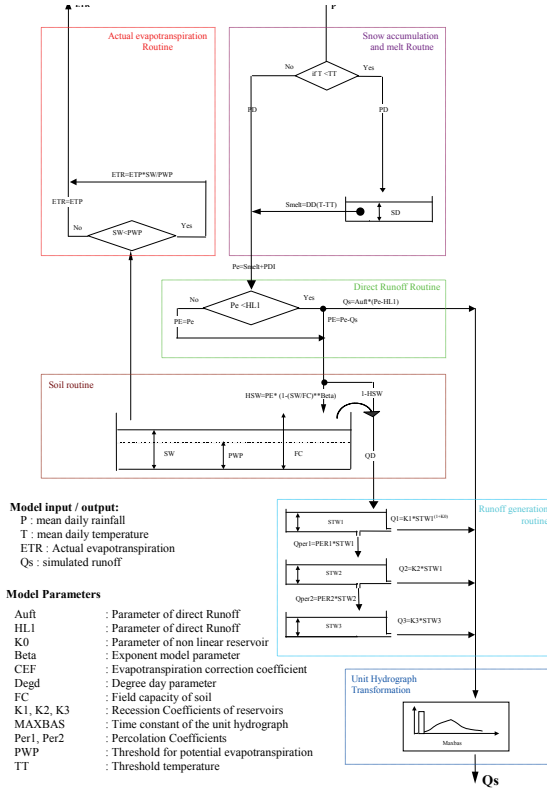 ETR
P
Actual evapotranspiration
Routine
Snow accumulation
and melt Routne
No
if T <TT
Yes
PD
PD
ETR=ETP*SW/PWP
ETR=ETP
Smelt=DD(T-TT)
SD
No
SW<PWP
Yes
Pe=Smelt+PDI
Direct Runoff Routine
No
Pe <HL1
Yes
Qs=Auft*(Pe-HL1)
PE=Pe
PE=Pe-Qs
Soil routine
HSW=PE* (1-(SW/FC)**Beta)
1-HSW
SW
PWP
FC
QD
Model input / output:
P : mean daily rainfall
T : mean daily temperature
ETR : Actual evapotranspiration
Qs : simulated runoff
Runoff generation
routine
STW1
Q1=K1*STW1(1+K0)
Qper1=PER1*STW1
STW2
Q2=K2*STW1
Qper2=PER2*STW2
STW3
Q3=K3*STW3
Model Parameters
Auft : Parameter of direct Runoff
HL1 : Parameter of direct Runoff
K0 : Parameter of non linear reservoir
Beta : Exponent model parameter
CEF : Evapotranspiration correction coefficient
Degd : Degree day parameter
FC : Field capacity of soil
K1, K2, K3 : Recession Coefficients of reservoirs
MAXBAS : Time constant of the unit hydrograph
Per1, Per2 : Percolation Coefficients
PWP : Threshold for potential evapotranspiration
TT : Threshold temperature
Unit Hydrograph
Transformation
Maxbas
Qs